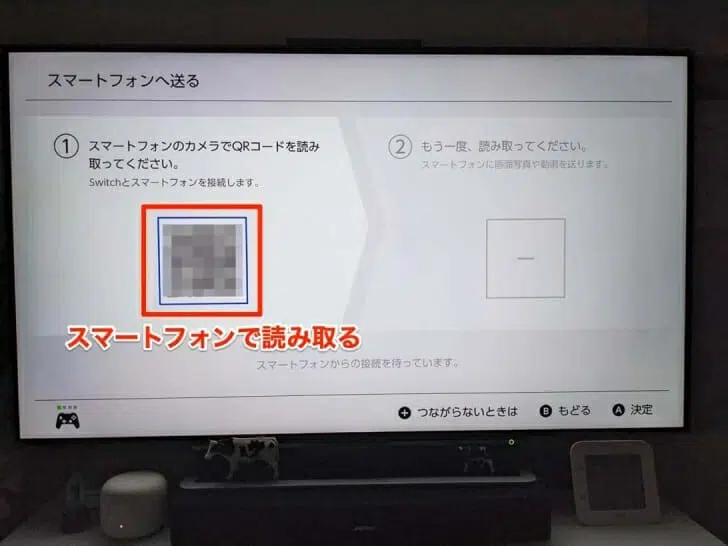 スマートフォンへ送る
① スマートフォンのカメラでQRコードを読み
取ってください。
Switchとスマートフォンを接続します。
② もう一度、読み取ってください。
スマートフォンに画面写真や動画を送ります。
スマートフォンで読み取る
スマートフォンからの接続を待っています。
+ つながらないときは B もどる A 決定